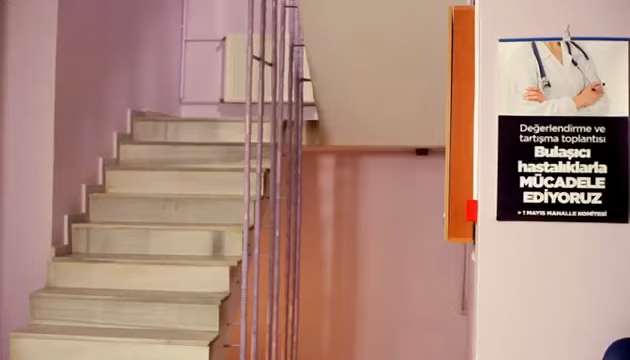 Değerlendirme ve
tartışma toplantısı
Bulaşıcı
hastalıklarla
MÜCADELE
EDİYORUZ
> 1 MAYIS MAHALLE KOMİTESİ